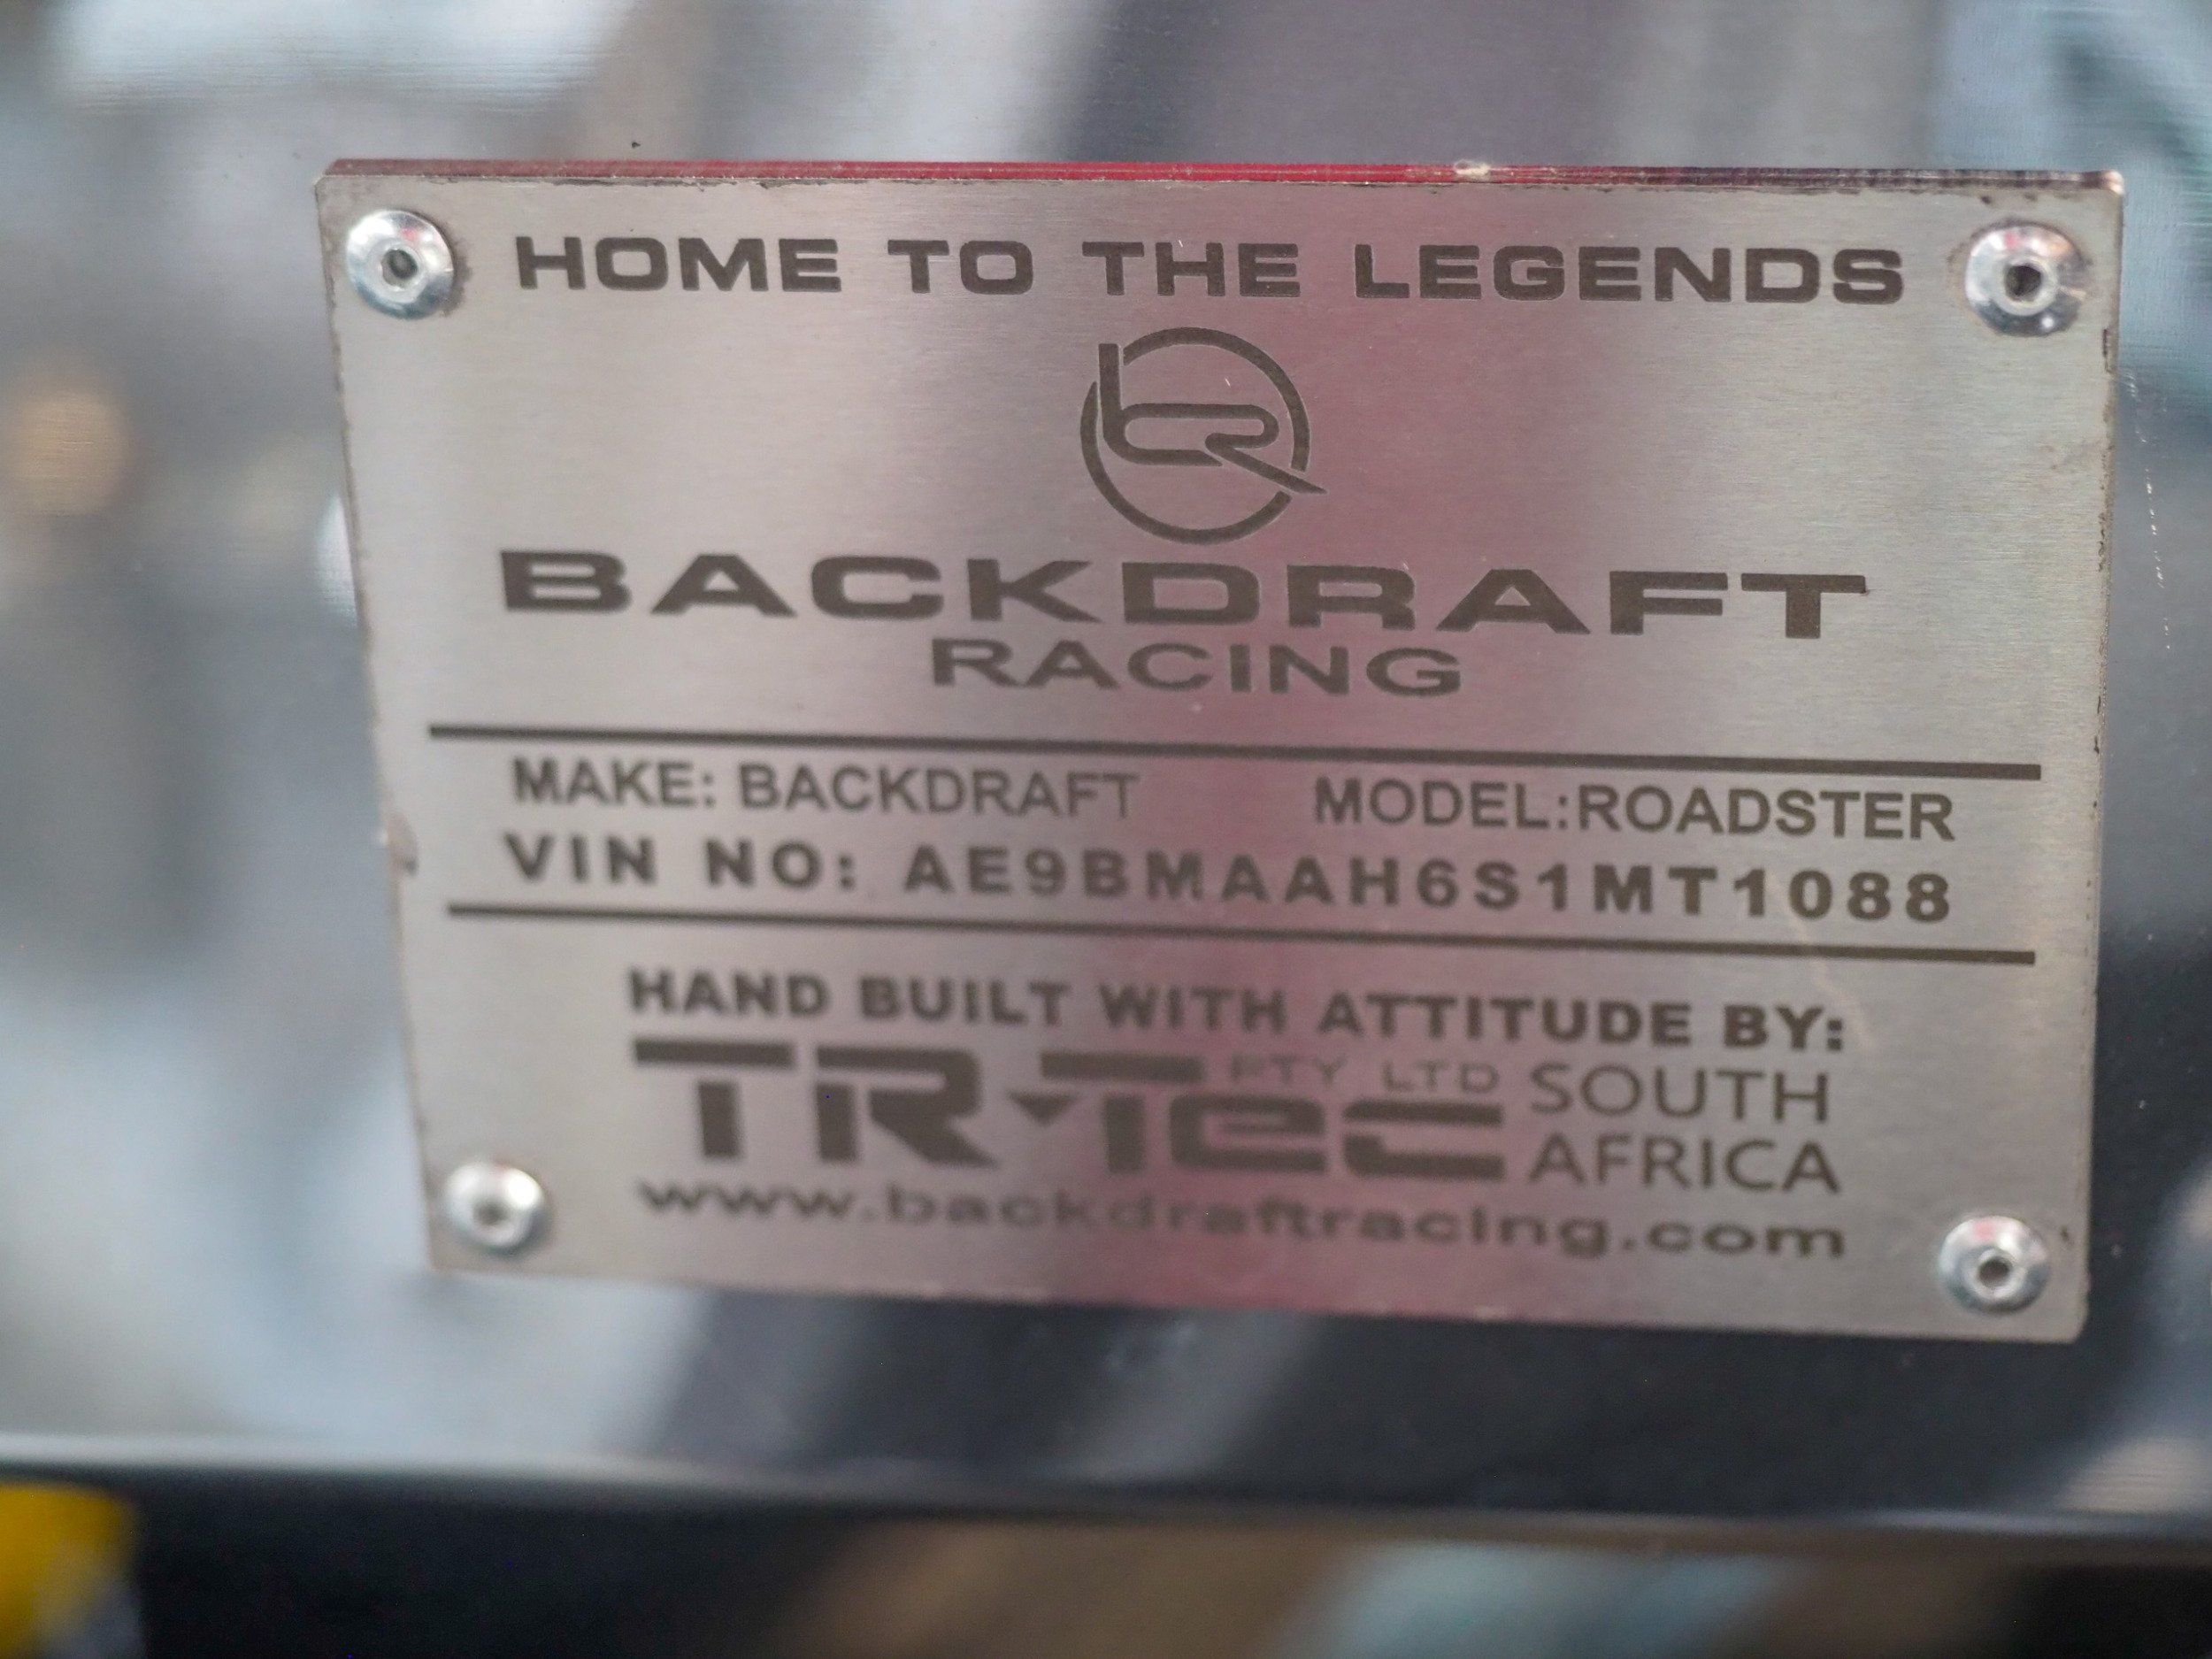 HOME TO THE LEGENDS
BACKDRAFT
RACING
MAKE: BACKDRAFT MODEL:ROADSTER
VIN NO: AE9BMAAH6S1MT1088
HAND BUILT WITH ATTITUDE BY:
TR-Tec PTY LTD SOUTH AFRICA
www.backdraftracing.com